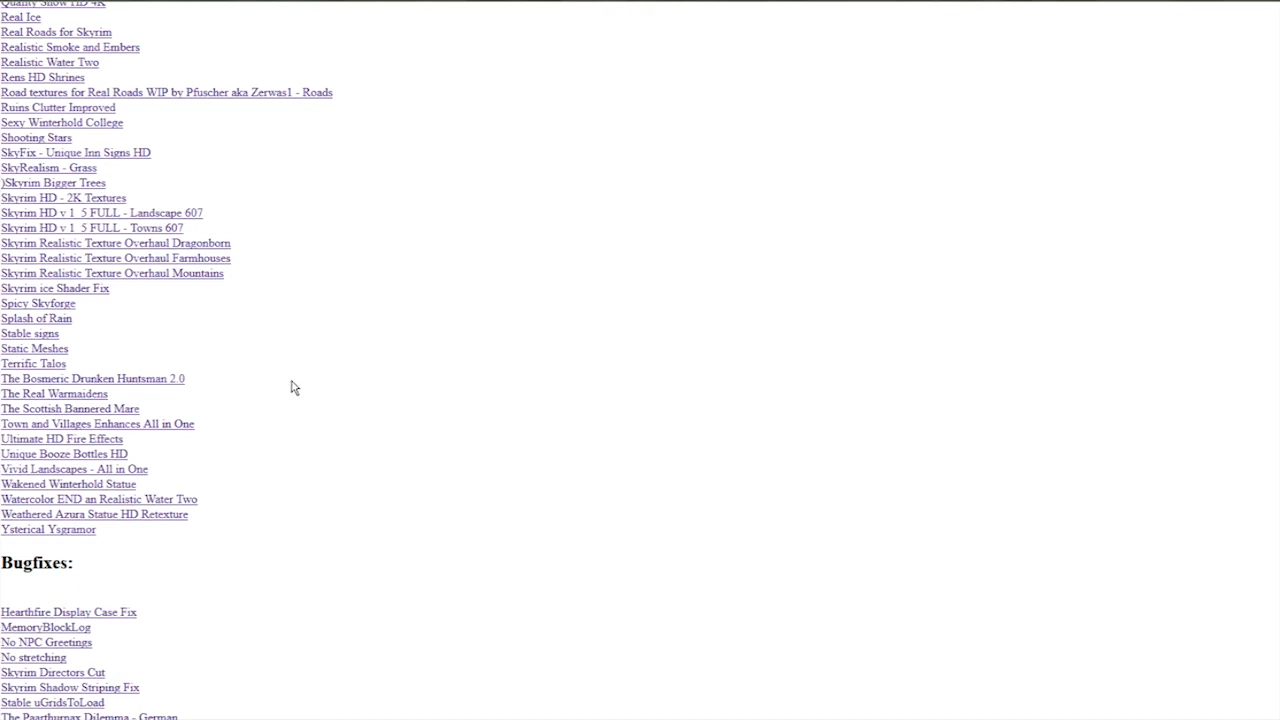 Quality Snow HD 4K
Real Ice
Real Roads for Skyrim
Realistic Smoke and Embers
Realistic Water Two
Rens HD Shrines
Road textures for Real Roads WIP by Pfuscher aka Zerwas1 - Roads
Ruins Clutter Improved
Sexy Winterhold College
Shooting Stars
SkyFix - Unique Inn Signs HD
SkyRealism - Grass
)Skyrim Bigger Trees
Skyrim HD - 2K Textures
Skyrim HD v 1_5 FULL - Landscape 607
Skyrim HD v 1_5 FULL - Towns 607
Skyrim Realistic Texture Overhaul Dragonborn
Skyrim Realistic Texture Overhaul Farmhouses
Skyrim Realistic Texture Overhaul Mountains
Skyrim ice Shader Fix
Spicy Skyforge
Splash of Rain
Stable signs
Static Meshes
Terrific Talos
The Bosmeric Drunken Huntsman 2.0
The Real Warmaidens
The Scottish Bannered Mare
Town and Villages Enhances All in One
Ultimate HD Fire Effects
Unique Booze Bottles HD
Vivid Landscapes - All in One
Wakened Winterhold Statue
Watercolor END an Realistic Water Two
Weathered Azura Statue HD Retexture
Ysterical Ysgramor
Bugfixes:
Hearthfire Display Case Fix
MemoryBlockLog
No NPC Greetings
No stretching
Skyrim Directors Cut
Skyrim Shadow Striping Fix
Stable uGridsToLoad
The Paarthurnax Dilemma - German